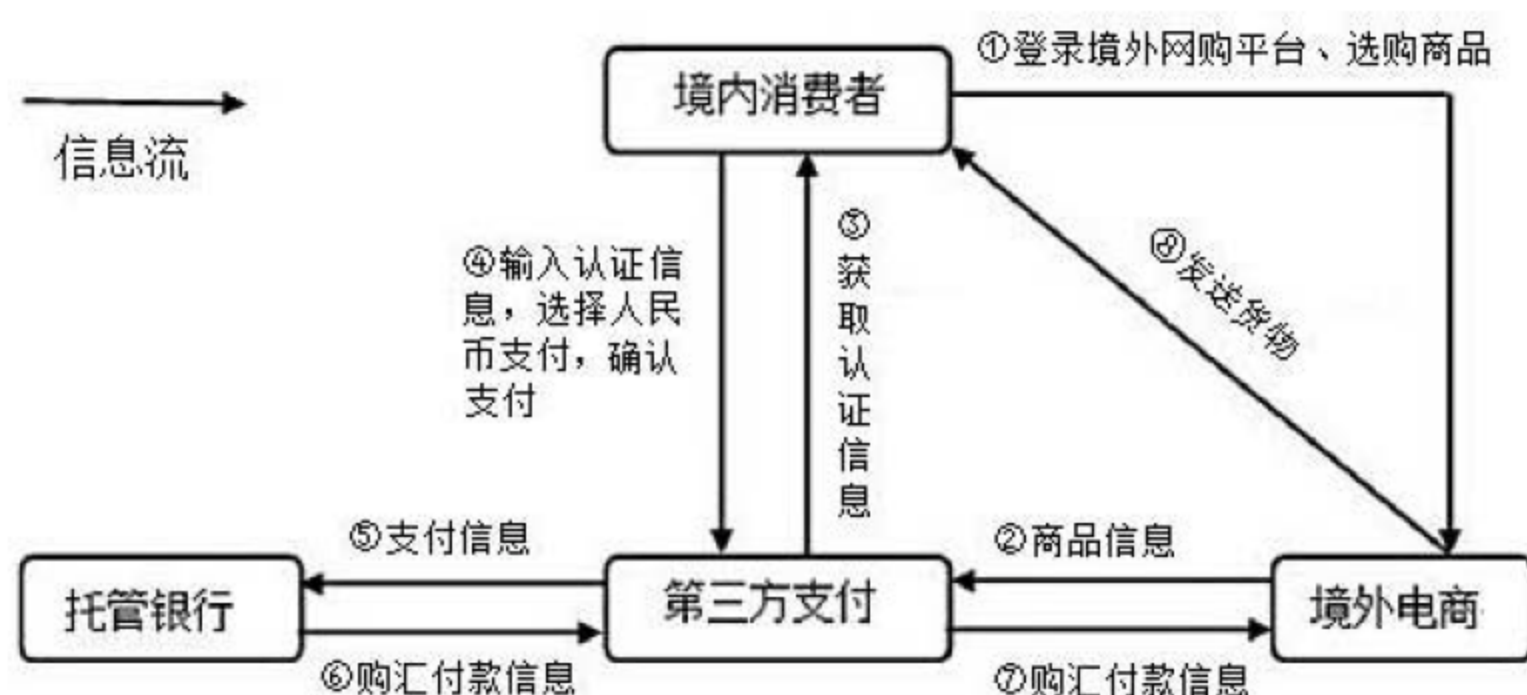 ①登录境外网购平台、选购商品
境内消费者
信息流
④输入认证信
息，选择人民
币支付，确认
支付
③获取认证信息
⑧发送货物
⑤支付信息
②商品信息
托管银行
第三方支付
境外电商
⑥购汇付款信息
⑦购汇付款信息